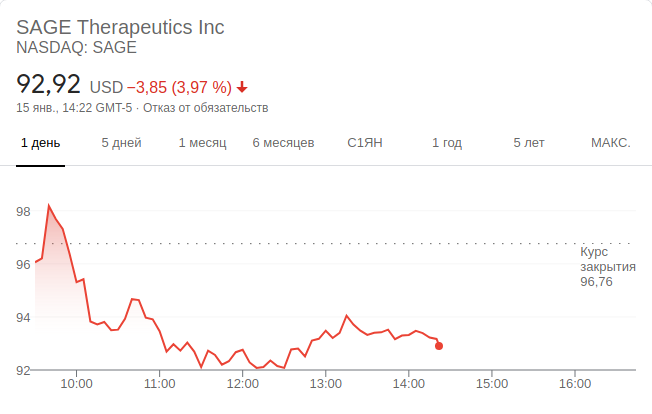 SAGE Therapeutics Inc
NASDAQ: SAGE
92,92 USD −3,85 (3,97 %)
15 янв., 14:22 GMT-5 · Отказ от обязательств
1 день 5 дней 1 месяц 6 месяцев С1ЯН 1 год 5 лет МАКС.
98
96
94
92
Курс
закрытия
96,76
10:00 11:00 12:00 13:00 14:00 15:00 16:00